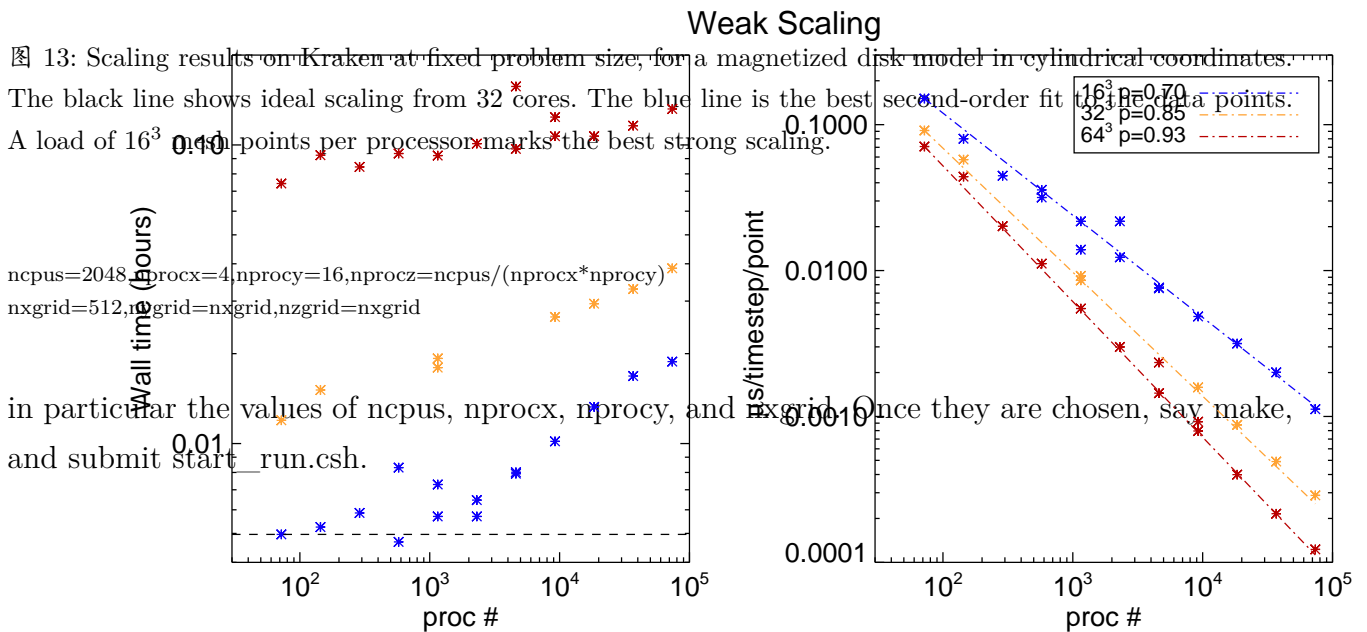 Weak Scaling
图 13: Scaling results on Kraken at fixed problem size, for a magnetized disk model in cylindrical coordinates.
The black line shows ideal scaling from 32 cores. The blue line is the best second-order fit to the data points.
A load of 16³ mesh points per processor marks the best strong scaling.
ncpus=2048,nprocx=4,nprocy=16,nprocz=ncpus/(nprocx*nprocy)
nxgrid=512,nygrid=nxgrid,nzgrid=nxgrid
in particular the values of ncpus, nprocx, nprocy, and nxgrid. Once they are chosen, say make,
and submit start_run.csh.
Wall time (hours)
0.10
0.01
10² 10³ 10⁴ 10⁵
proc #
μs/timestep/point
0.1000
0.0100
0.0010
0.0001
10² 10³ 10⁴ 10⁵
proc #
16³ p=0.70
32³ p=0.85
64³ p=0.93